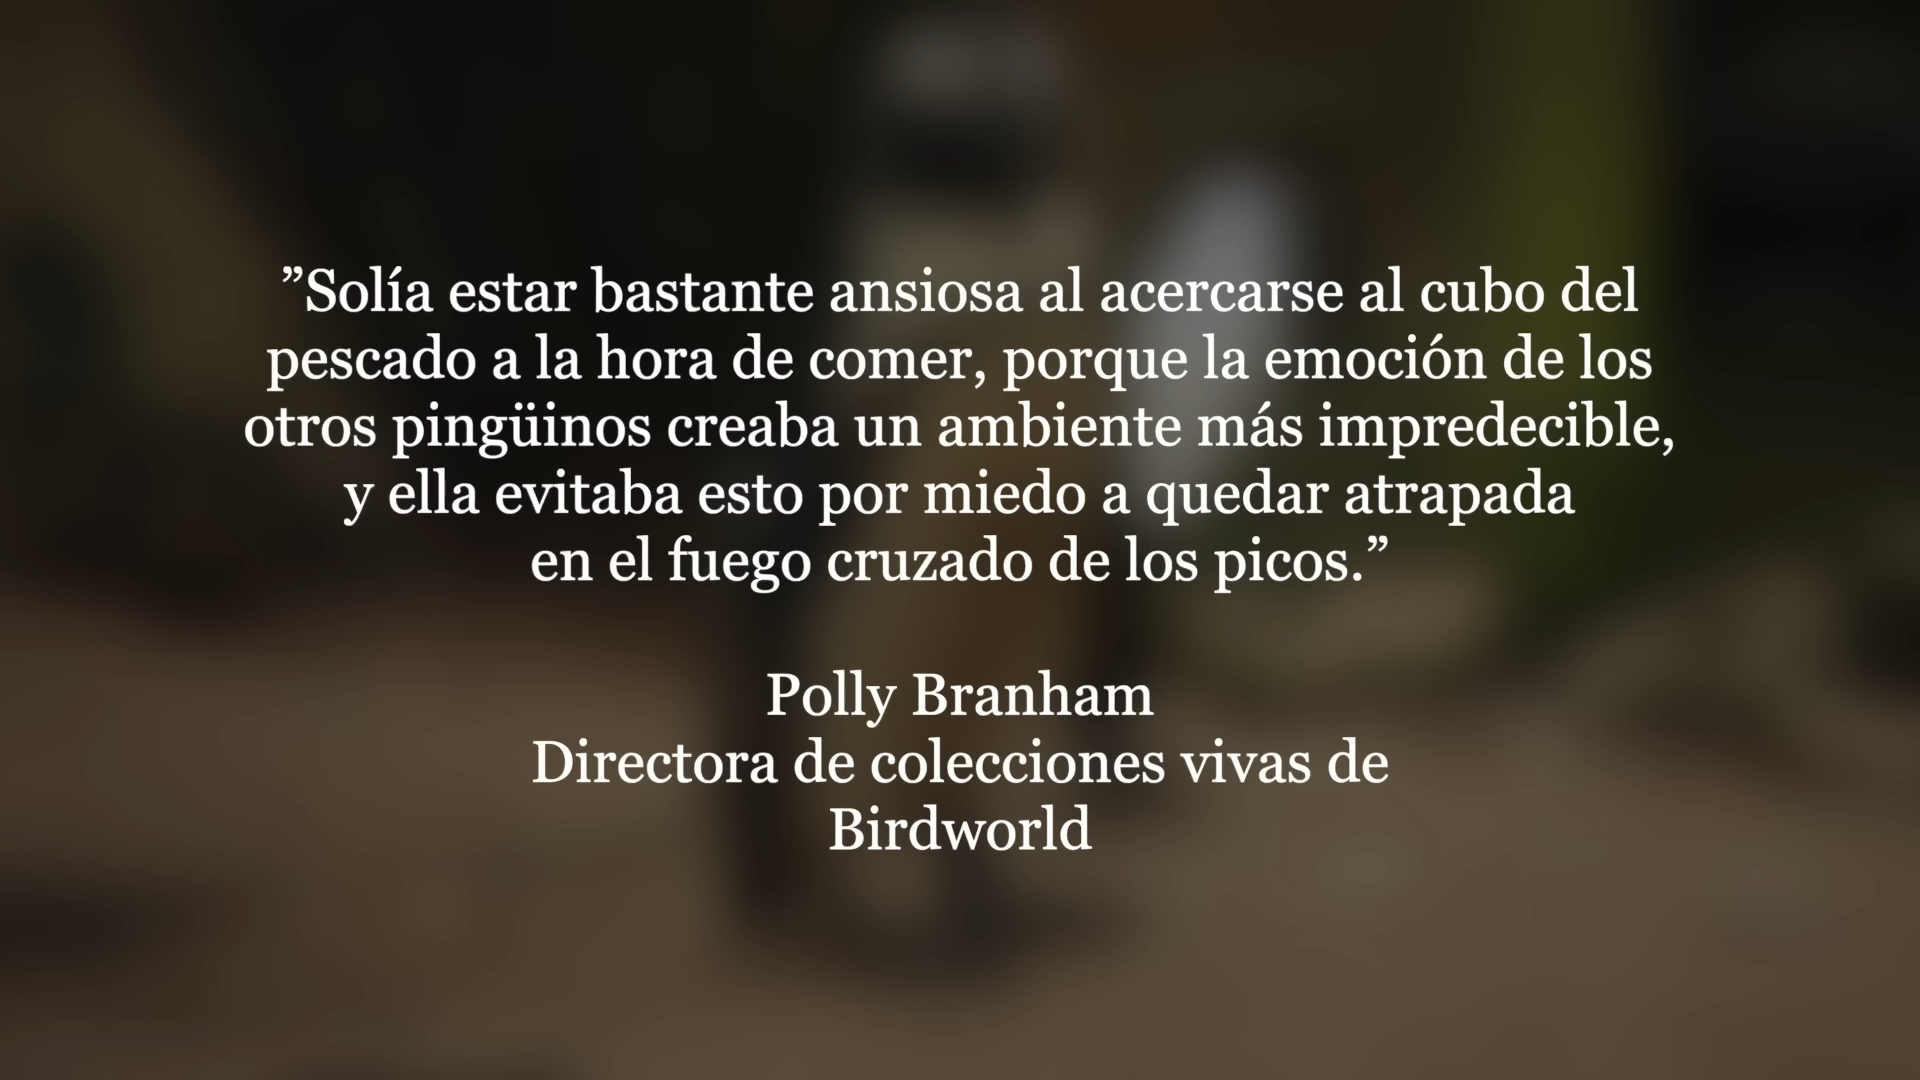 ”Solía estar bastante ansiosa al acercarse al cubo del
pescado a la hora de comer, porque la emoción de los
otros pingüinos creaba un ambiente más impredecible,
y ella evitaba esto por miedo a quedar atrapada
en el fuego cruzado de los picos.”
Polly Branham
Directora de colecciones vivas de
Birdworld